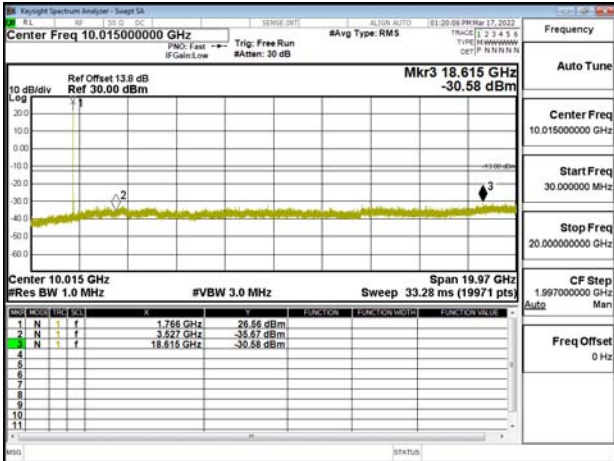 Keysight Spectrum Analyzer - Swept SA
RL RF 50 Ω DC SENSE:INT ALIGN AUTO 01:20:06 PM Mar 17, 2022
Center Freq 10.015000000 GHz
PNO: Fast
IFGain:Low
Trig: Free Run
#Atten: 30 dB
#Avg Type: RMS
TRACE 1 2 3 4 5 6
TYPE M WWWWW
DET P N N N N N
Frequency
Auto Tune
Center Freq
10.015000000 GHz
Start Freq
30.000000 MHz
Stop Freq
20.000000000 GHz
CF Step
1.997000000 GHz
Auto Man
Freq Offset
0 Hz
Ref Offset 13.8 dB
10 dB/div Ref 30.00 dBm
Log
Mkr3 18.615 GHz
-30.58 dBm
20.0
10.0
0.00
-10.0
-20.0
-30.0
-40.0
-50.0
-60.0
1
2
3
-13.00 dBm
Center 10.015 GHz Span 19.97 GHz
#Res BW 1.0 MHz #VBW 3.0 MHz Sweep 33.28 ms (19971 pts)
MKR MODE TRC SCL X Y FUNCTION FUNCTION WIDTH FUNCTION VALUE
1 N 1 f 1.766 GHz 26.56 dBm
2 N 1 f 3.527 GHz -35.67 dBm
3 N 1 f 18.615 GHz -30.58 dBm
4
5
6
7
8
9
10
11
MSG STATUS